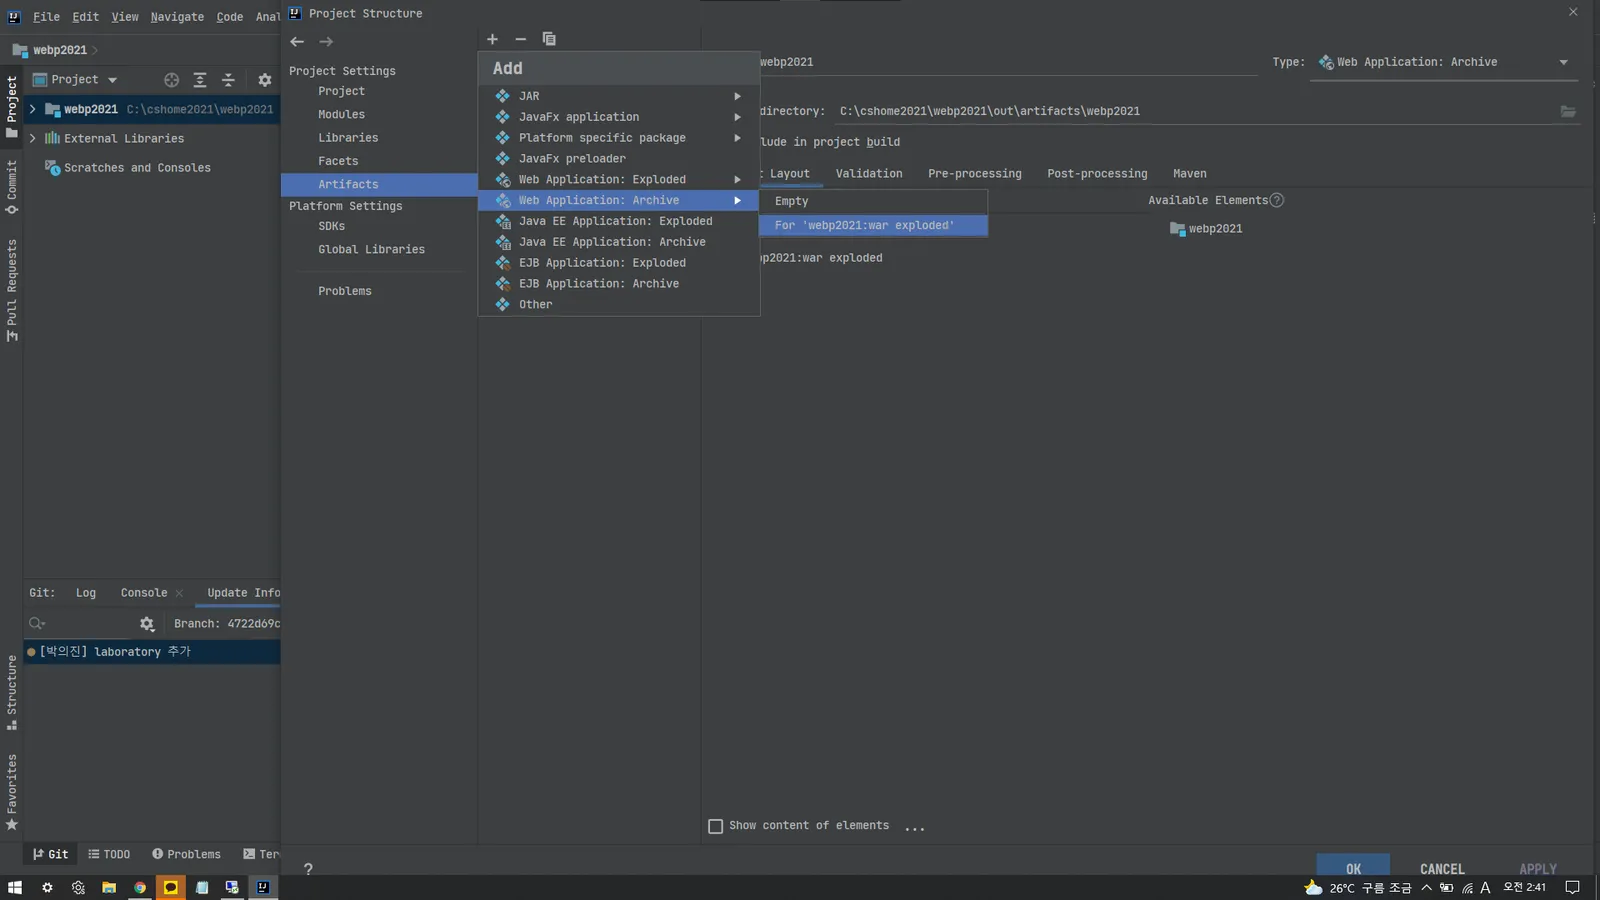 File Edit View Navigate Code Anal
Project Structure
webp2021
Project
webp2021 C:\cshome2021\webp2021
External Libraries
Scratches and Consoles
Project
Commit
Pull Requests
Structure
Favorites
Project Settings
Project
Modules
Libraries
Facets
Artifacts
Platform Settings
SDKs
Global Libraries
Problems
Add
JAR
JavaFx application
Platform specific package
JavaFx preloader
Web Application: Exploded
Web Application: Archive
Java EE Application: Exploded
Java EE Application: Archive
EJB Application: Exploded
EJB Application: Archive
Other
Empty
For 'webp2021:war exploded'
webp2021
Type: Web Application: Archive
directory: C:\cshome2021\webp2021\out\artifacts\webp2021
lude in project build
Layout Validation Pre-processing Post-processing Maven
Available Elements ?
webp2021
p2021:war exploded
Show content of elements ...
Git: Log Console Update Info
Branch: 4722d69c
[박의진] laboratory 추가
Git TODO Problems Ter
?
OK CANCEL APPLY
26°C 구름 조금 A 오전 2:41